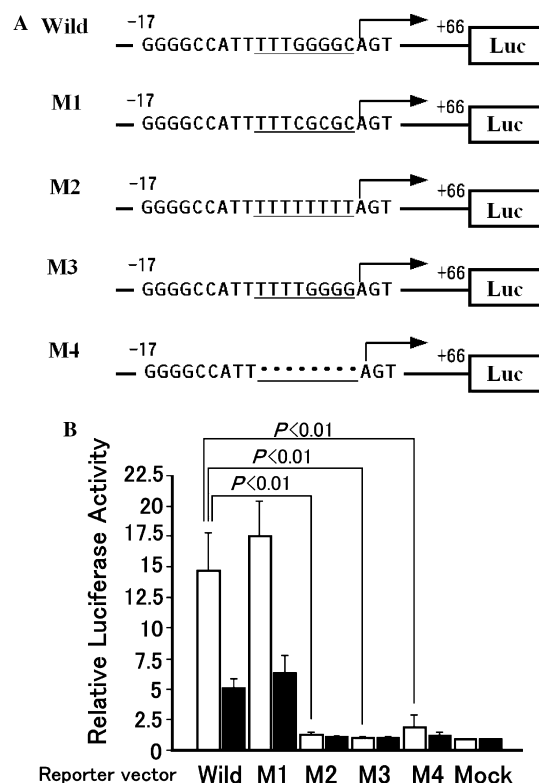 A
Wild
-17
GGGGCCATTTTTGGGGCAGT
+66
Luc
M1
-17
GGGGCCATTTTTCGCGCAGT
+66
Luc
M2
-17
GGGGCCATTTTTTTTTTAGT
+66
Luc
M3
-17
GGGGCCATTTTTTGGGGAGT
+66
Luc
M4
-17
GGGGCCATT••••••••AGT
+66
Luc
B
P<0.01
P<0.01
P<0.01
Relative Luciferase Activity
22.5
20
17.5
15
12.5
10
7.5
5
2.5
0
Reporter vector Wild M1 M2 M3 M4 Mock